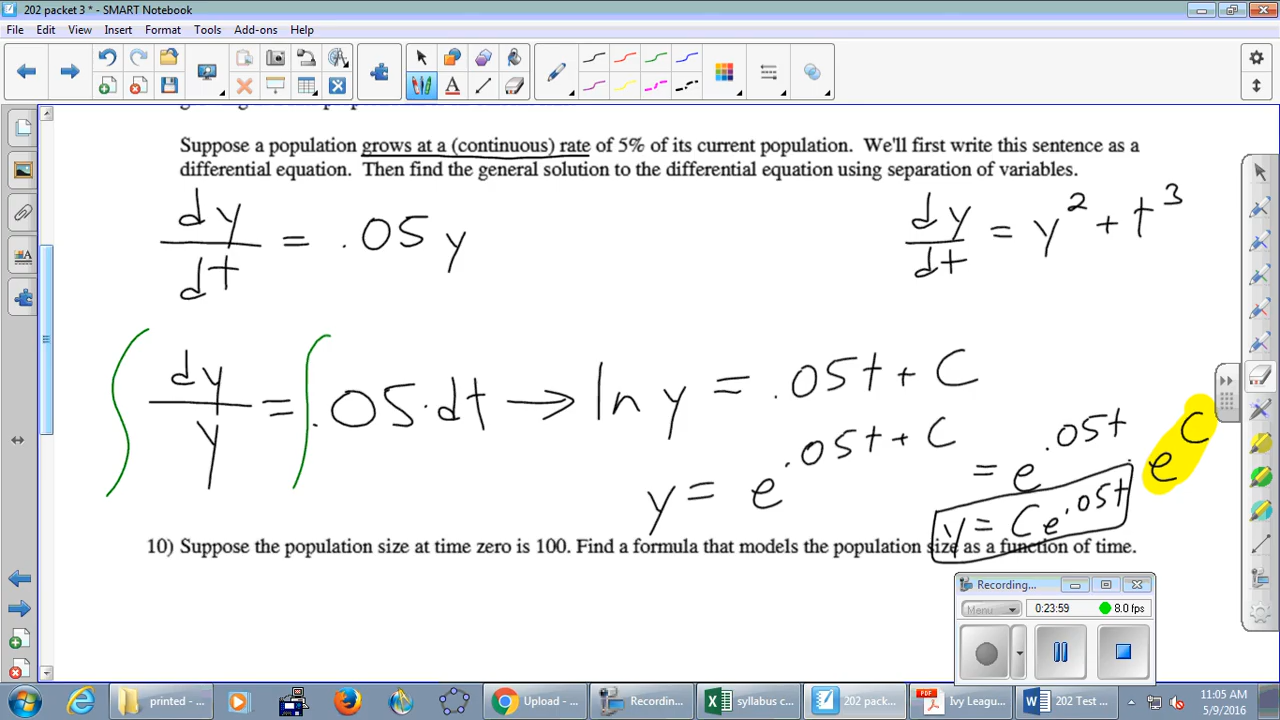 202 packet 3 * - SMART Notebook
File Edit View Insert Format Tools Add-ons Help
Suppose a population grows at a (continuous) rate of 5% of its current population. We'll first write this sentence as a
differential equation. Then find the general solution to the differential equation using separation of variables.
dy/dt = .05y
dy/dt = y² + t³
∫ dy/y = ∫ .05·dt → ln y = .05t + C
y = e^(.05t + C) = e^(.05t) e^C
y = Ce^(.05t)
10) Suppose the population size at time zero is 100. Find a formula that models the population size as a function of time.
Recording...
Menu 0:23:59 8.0 fps
printed - ... Upload - ... Recording... syllabus c... 202 pack... Ivy Leagu... 202 Test ...
11:05 AM
5/9/2016